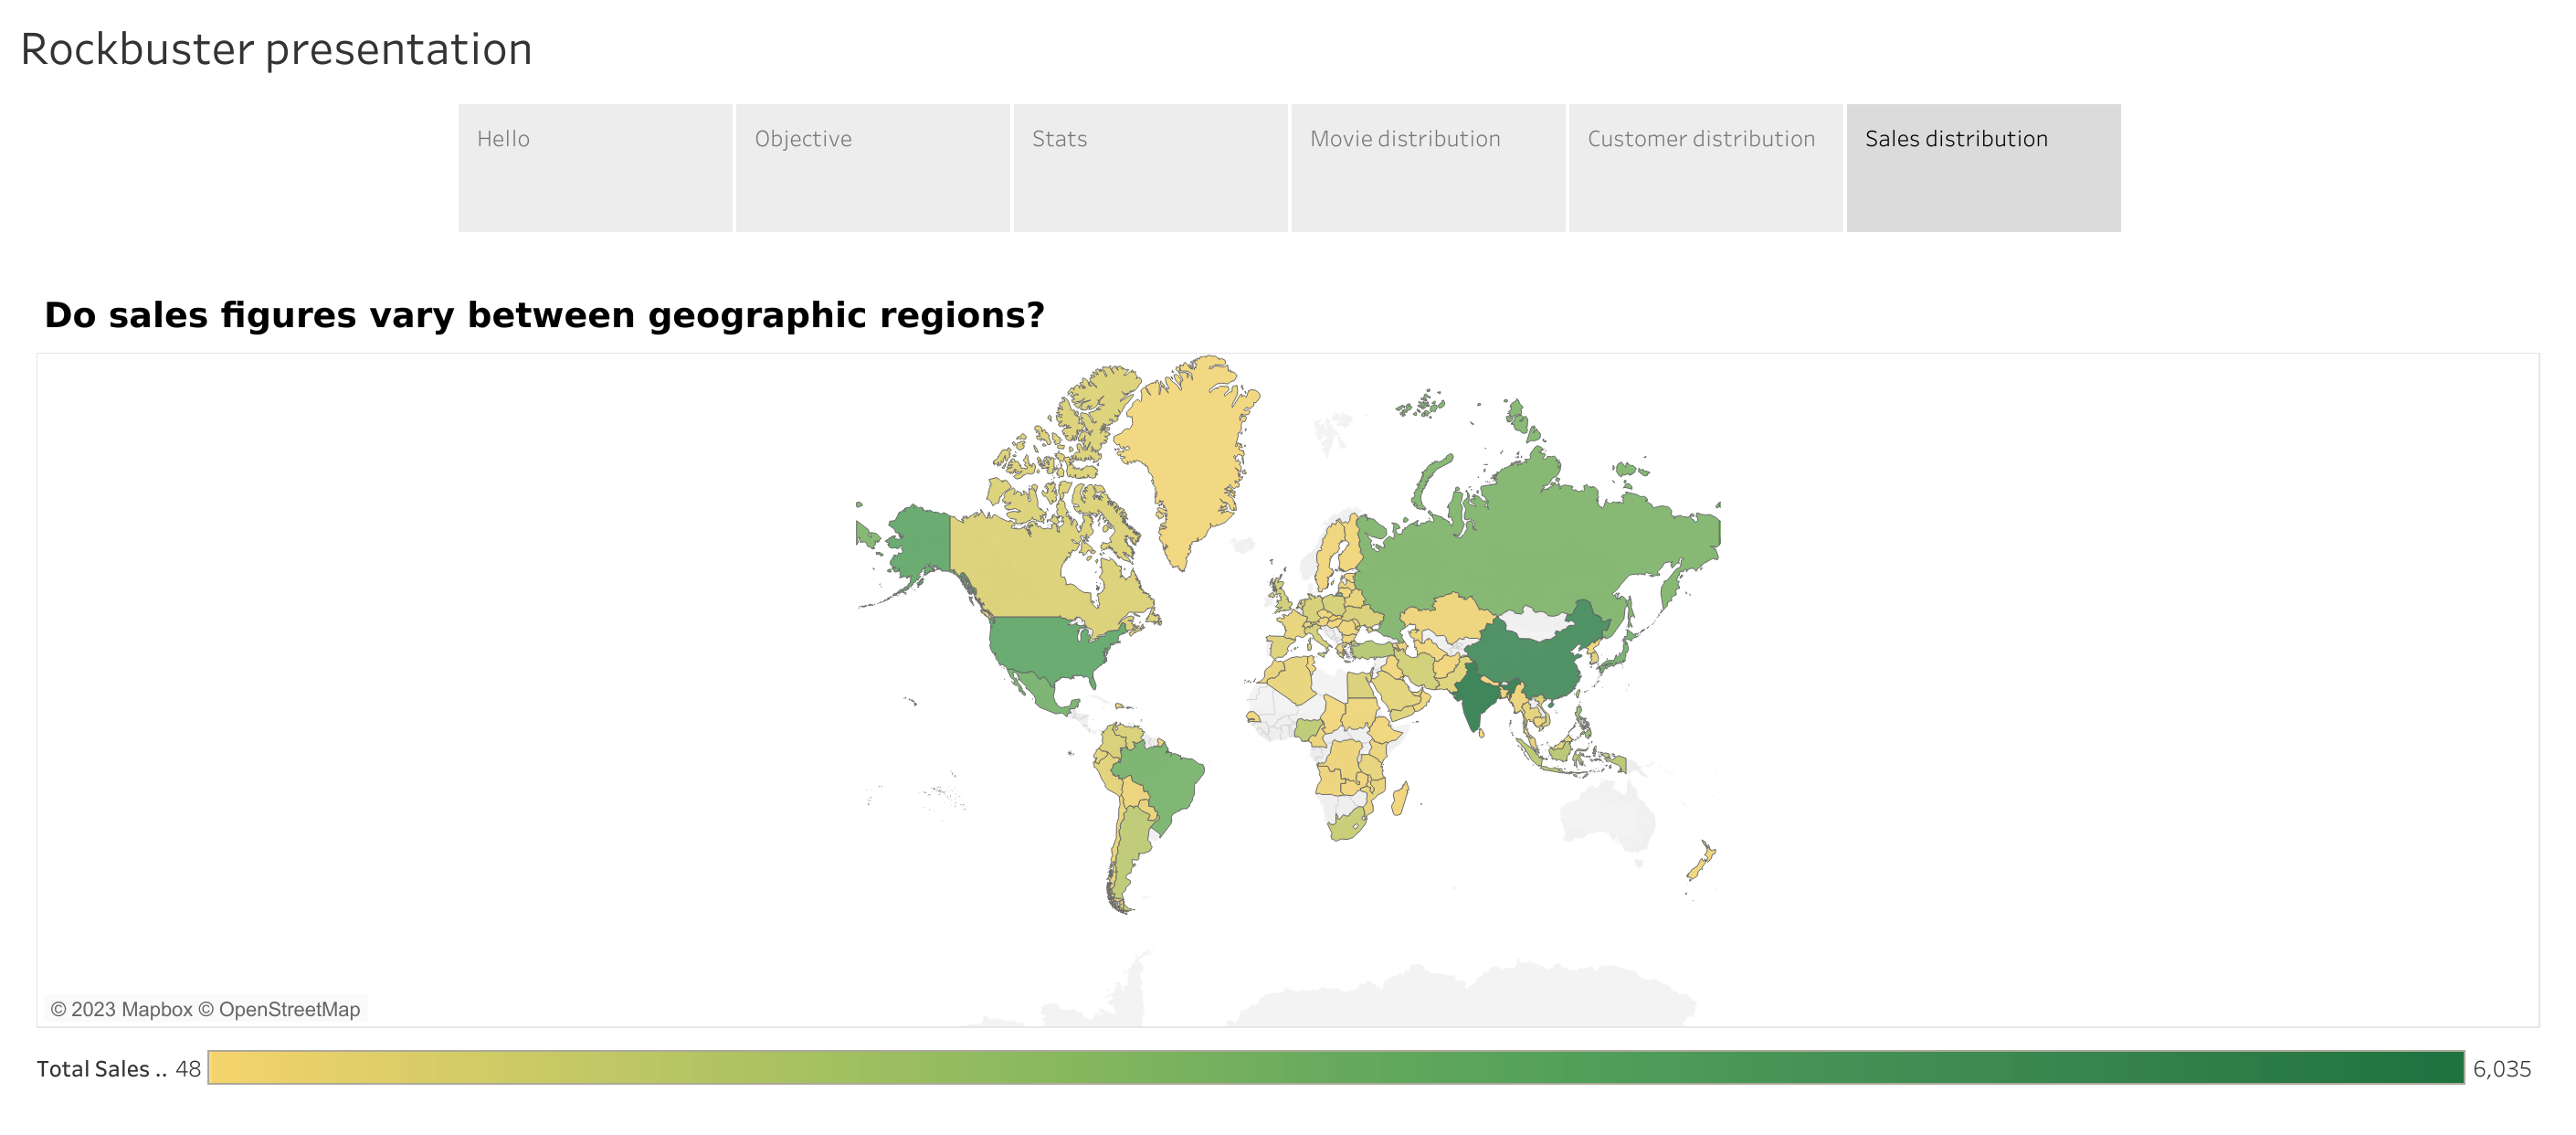 Rockbuster presentation
Hello
Objective
Stats
Movie distribution
Customer distribution
Sales distribution
Do sales figures vary between geographic regions?
© 2023 Mapbox © OpenStreetMap
Total Sales .. 48
6,035